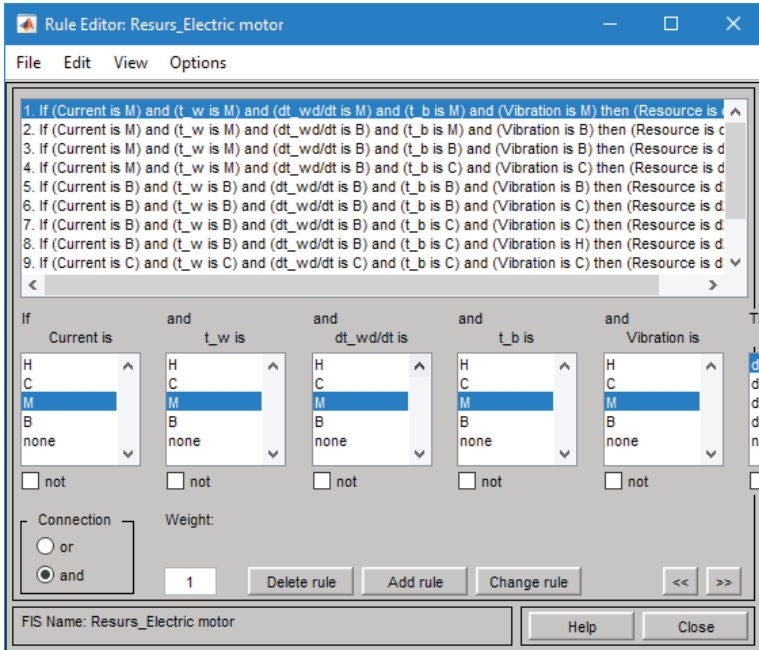 Rule Editor: Resurs_Electric motor
File Edit View Options
1. If (Current is M) and (t_w is M) and (dt_wd/dt is M) and (t_b is M) and (Vibration is M) then (Resource is
2. If (Current is M) and (t_w is M) and (dt_wd/dt is B) and (t_b is M) and (Vibration is B) then (Resource is d
3. If (Current is M) and (t_w is M) and (dt_wd/dt is B) and (t_b is B) and (Vibration is M) then (Resource is d
4. If (Current is M) and (t_w is M) and (dt_wd/dt is B) and (t_b is C) and (Vibration is C) then (Resource is d
5. If (Current is B) and (t_w is B) and (dt_wd/dt is B) and (t_b is B) and (Vibration is B) then (Resource is d
6. If (Current is B) and (t_w is B) and (dt_wd/dt is B) and (t_b is B) and (Vibration is C) then (Resource is d
7. If (Current is B) and (t_w is B) and (dt_wd/dt is B) and (t_b is C) and (Vibration is C) then (Resource is d
8. If (Current is B) and (t_w is B) and (dt_wd/dt is B) and (t_b is C) and (Vibration is H) then (Resource is d
9. If (Current is C) and (t_w is C) and (dt_wd/dt is C) and (t_b is C) and (Vibration is C) then (Resource is d
If and and and and
Current is t_w is dt_wd/dt is t_b is Vibration is
H H H H H
C C C C C d
M M M M M d
B B B B B d
none none none none none n
not not not not not
Connection Weight:
or
and 1 Delete rule Add rule Change rule << >>
FIS Name: Resurs_Electric motor Help Close